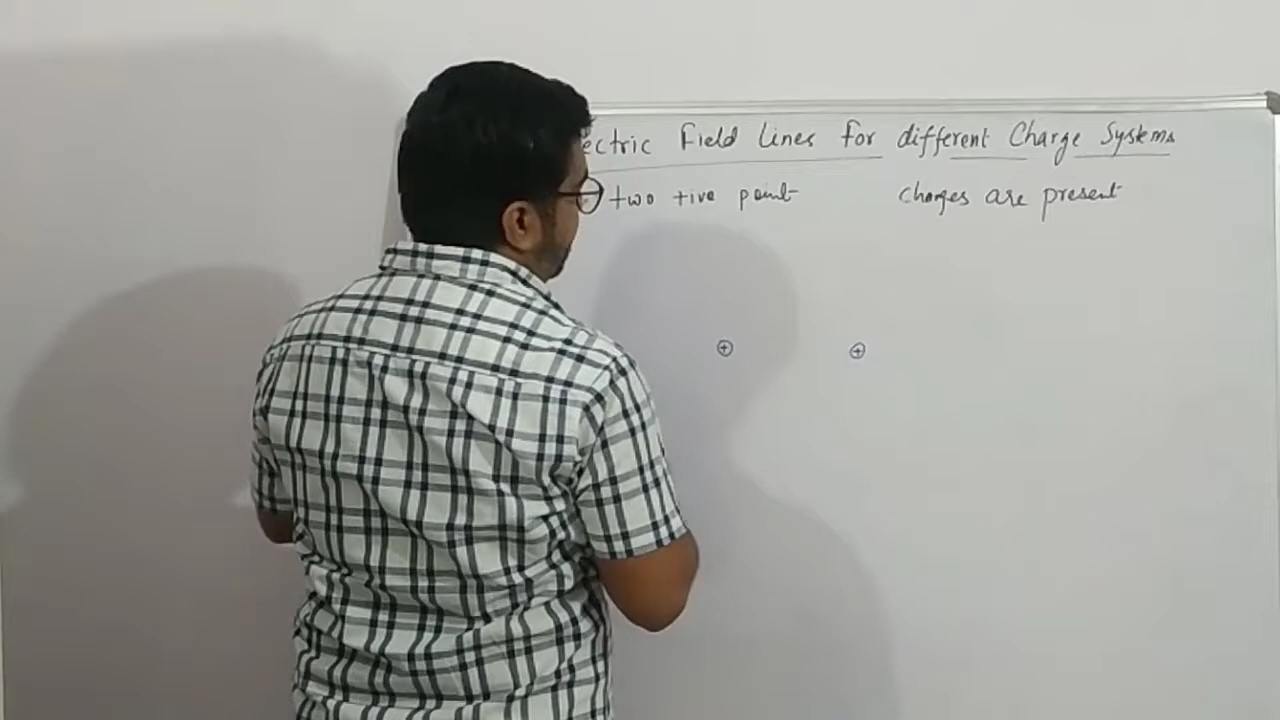 ectric Field Lines for different Charge Systems
two +ive point charges are present
+ +